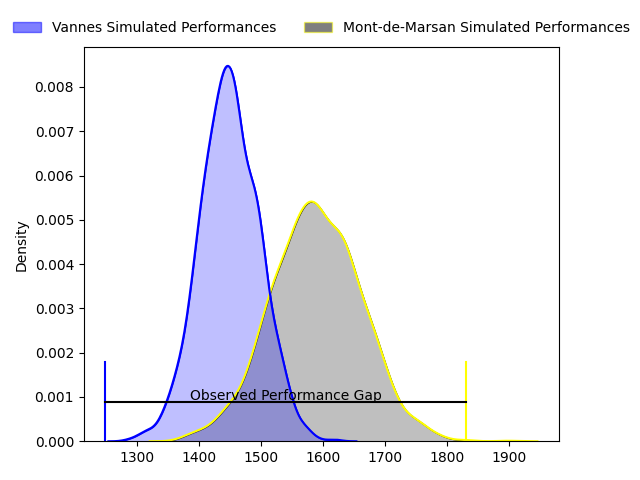 Vannes Simulated Performances
Mont-de-Marsan Simulated Performances
Density
0.008
0.007
0.006
0.005
0.004
0.003
0.002
0.001
0.000
Observed Performance Gap
1300 1400 1500 1600 1700 1800 1900